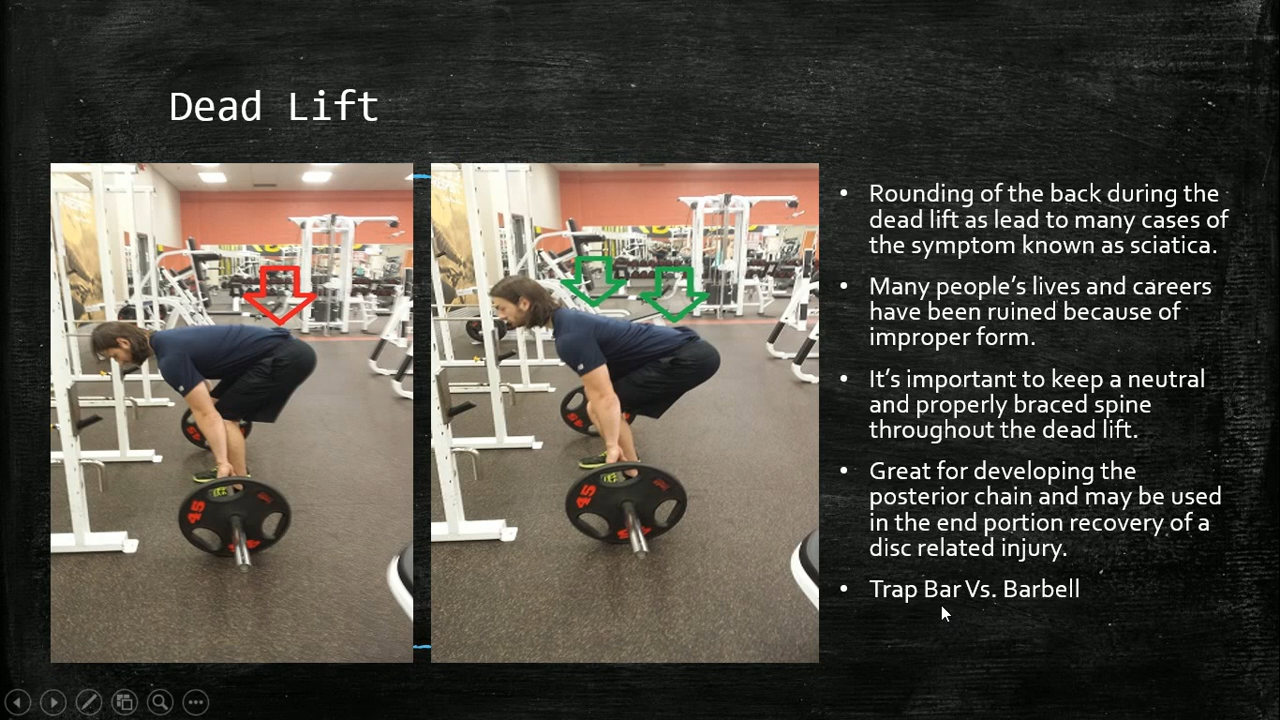 Dead Lift
Rounding of the back during the
dead lift as lead to many cases of
the symptom known as sciatica.
Many people’s lives and careers
have been ruined because of
improper form.
It’s important to keep a neutral
and properly braced spine
throughout the dead lift.
Great for developing the
posterior chain and may be used
in the end portion recovery of a
disc related injury.
Trap Bar Vs. Barbell
45
45
45